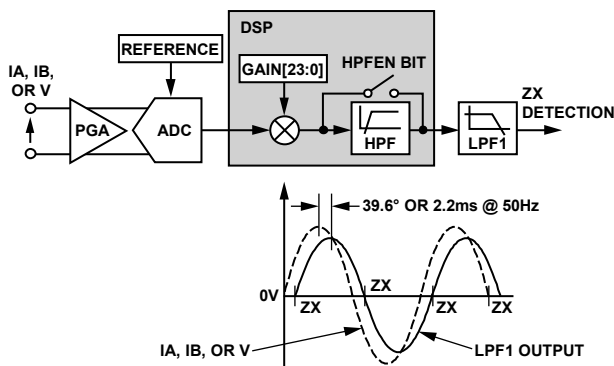 DSP
REFERENCE
IA, IB,
OR V
GAIN[23:0]
HPFEN BIT
ZX
DETECTION
PGA
ADC
HPF
LPF1
39.6° OR 2.2ms @ 50Hz
0V
ZX
ZX
ZX
ZX
IA, IB, OR V
LPF1 OUTPUT